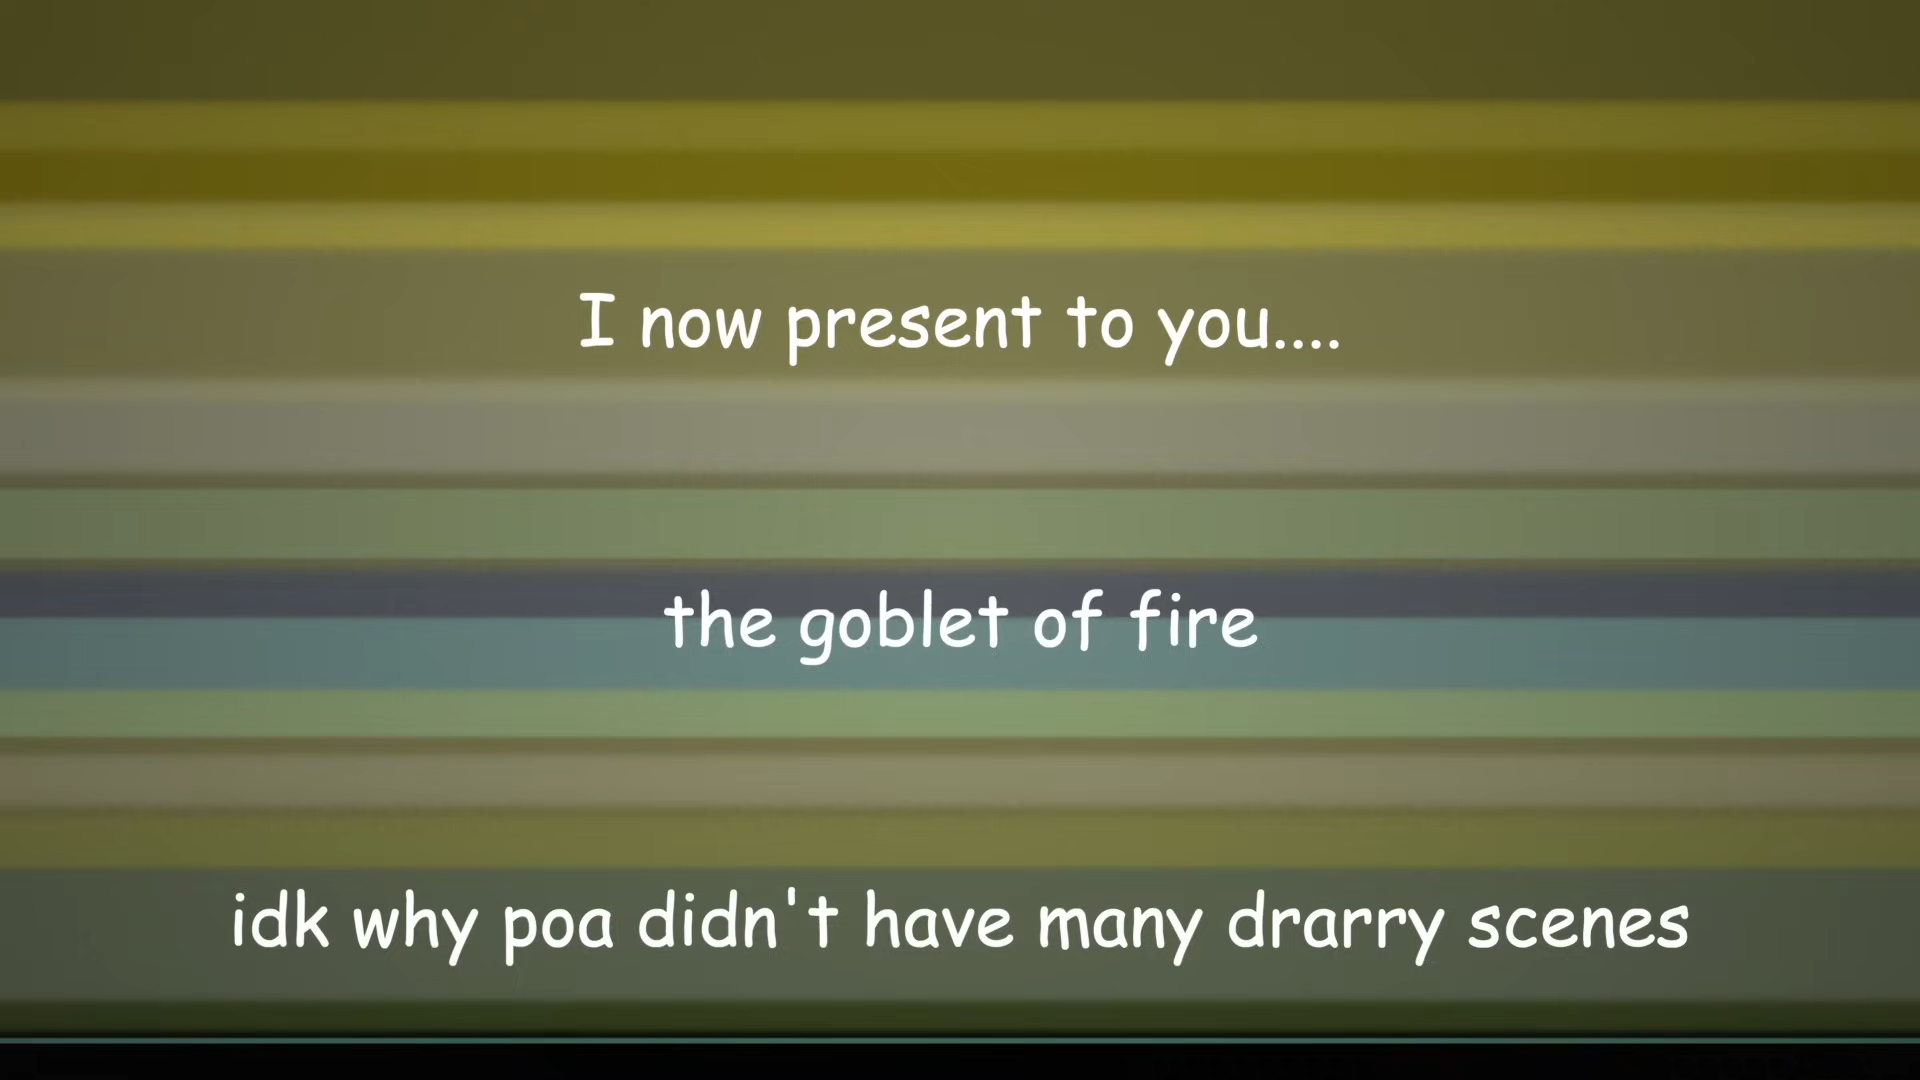 I now present to you....
the goblet of fire
idk why poa didn't have many drarry scenes